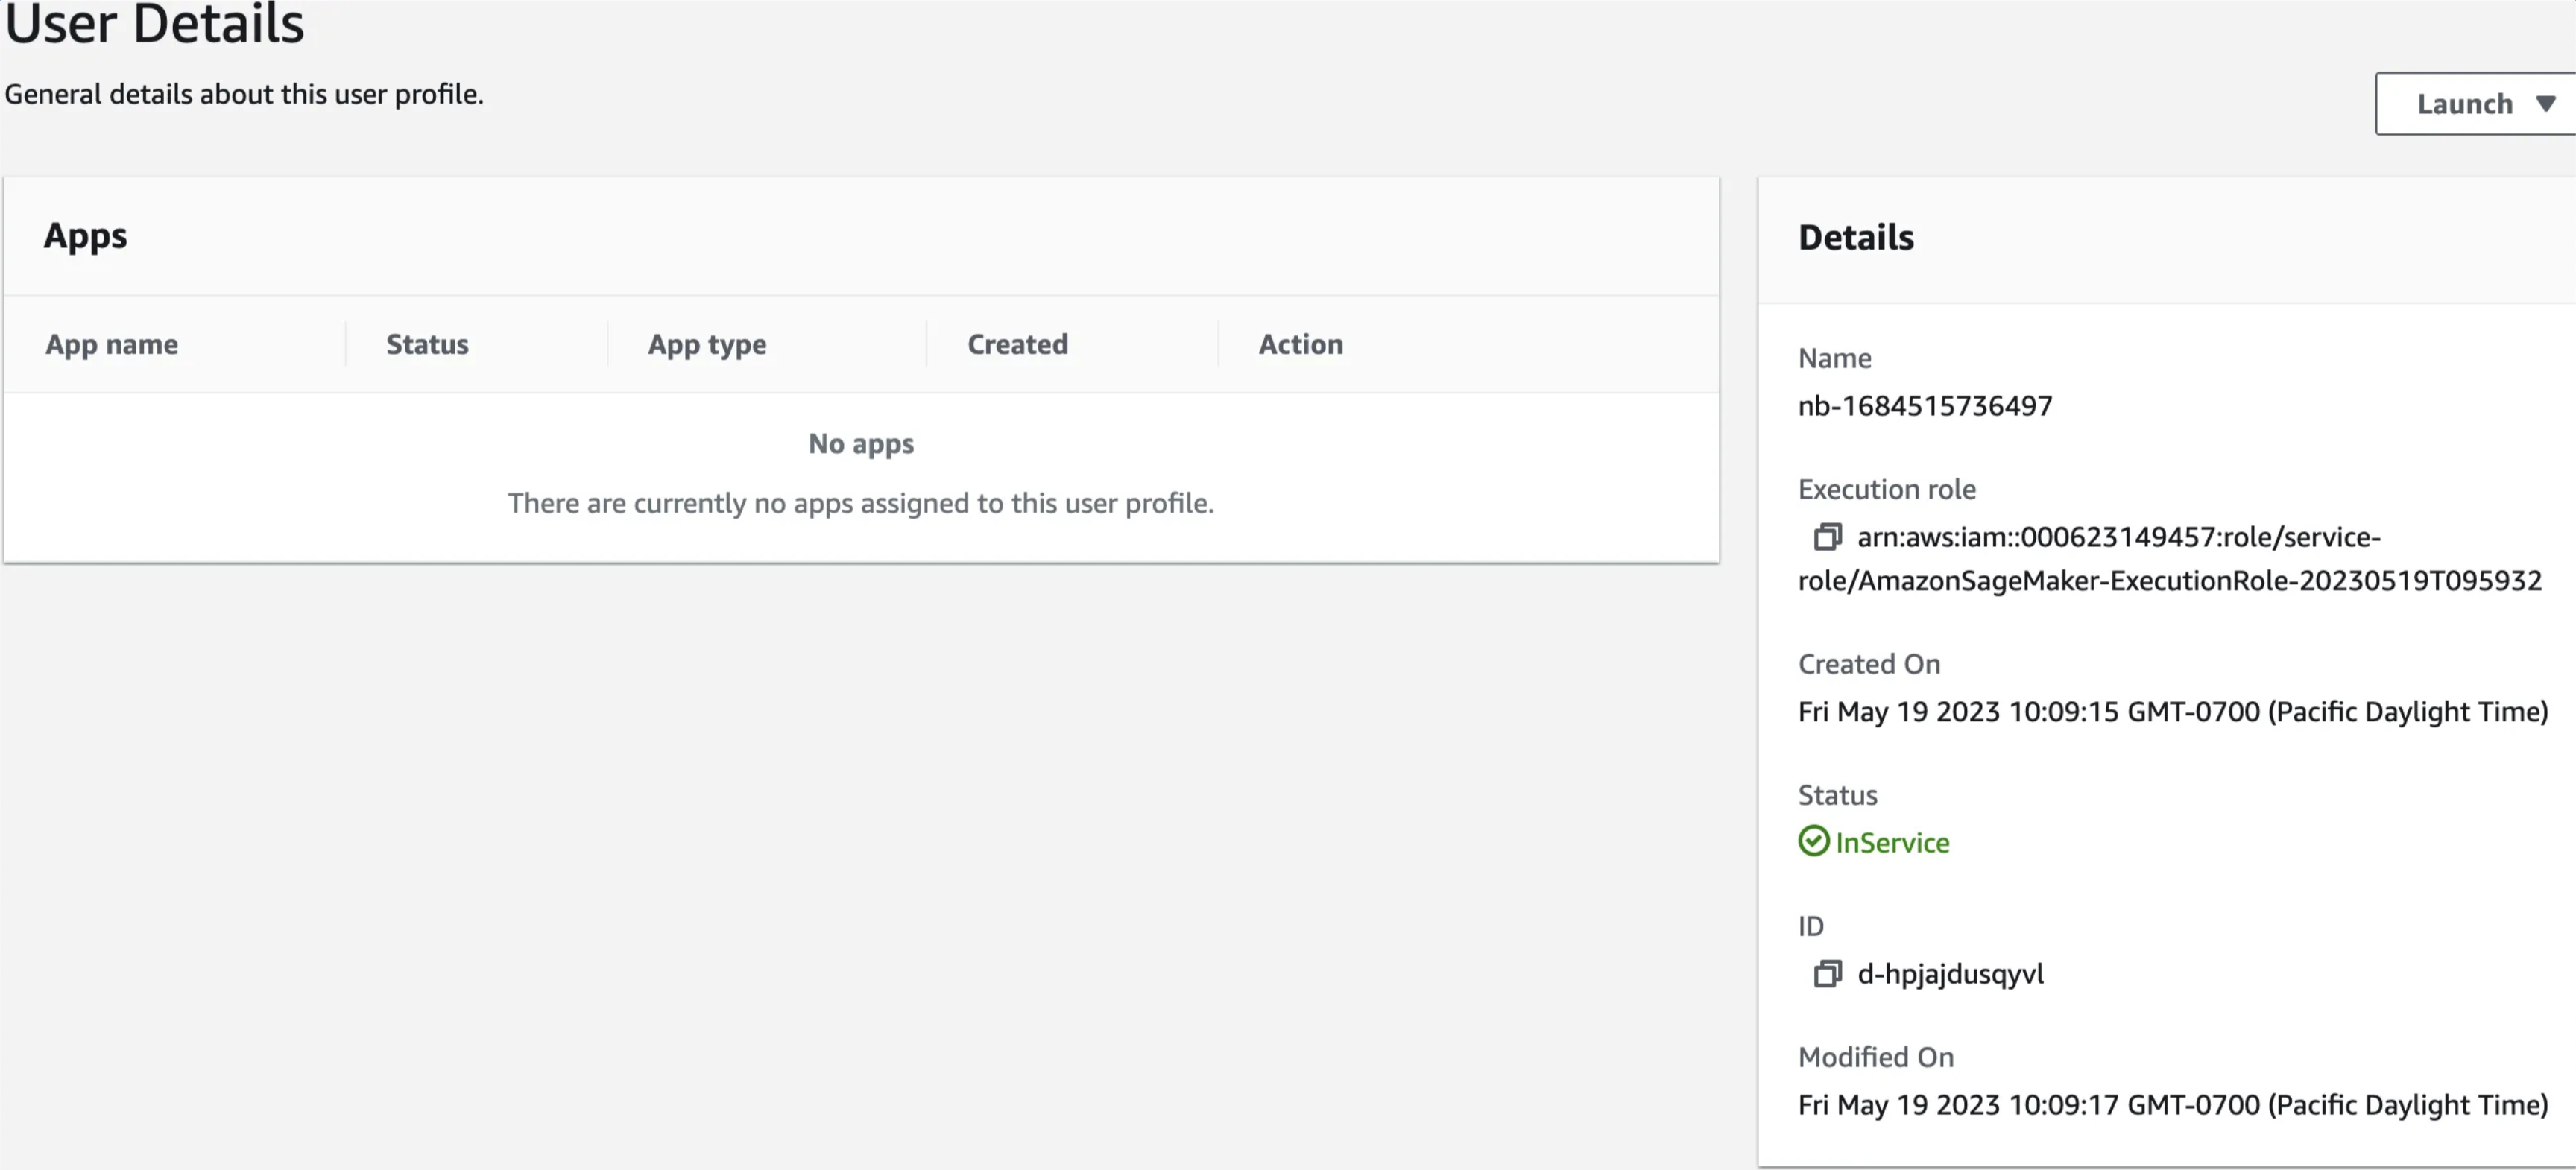 User Details
General details about this user profile.
Launch
Apps
App name Status App type Created Action
No apps
There are currently no apps assigned to this user profile.
Details
Name
nb-1684515736497
Execution role
arn:aws:iam::000623149457:role/service-
role/AmazonSageMaker-ExecutionRole-20230519T095932
Created On
Fri May 19 2023 10:09:15 GMT-0700 (Pacific Daylight Time)
Status
InService
ID
d-hpjajdusqyvl
Modified On
Fri May 19 2023 10:09:17 GMT-0700 (Pacific Daylight Time)